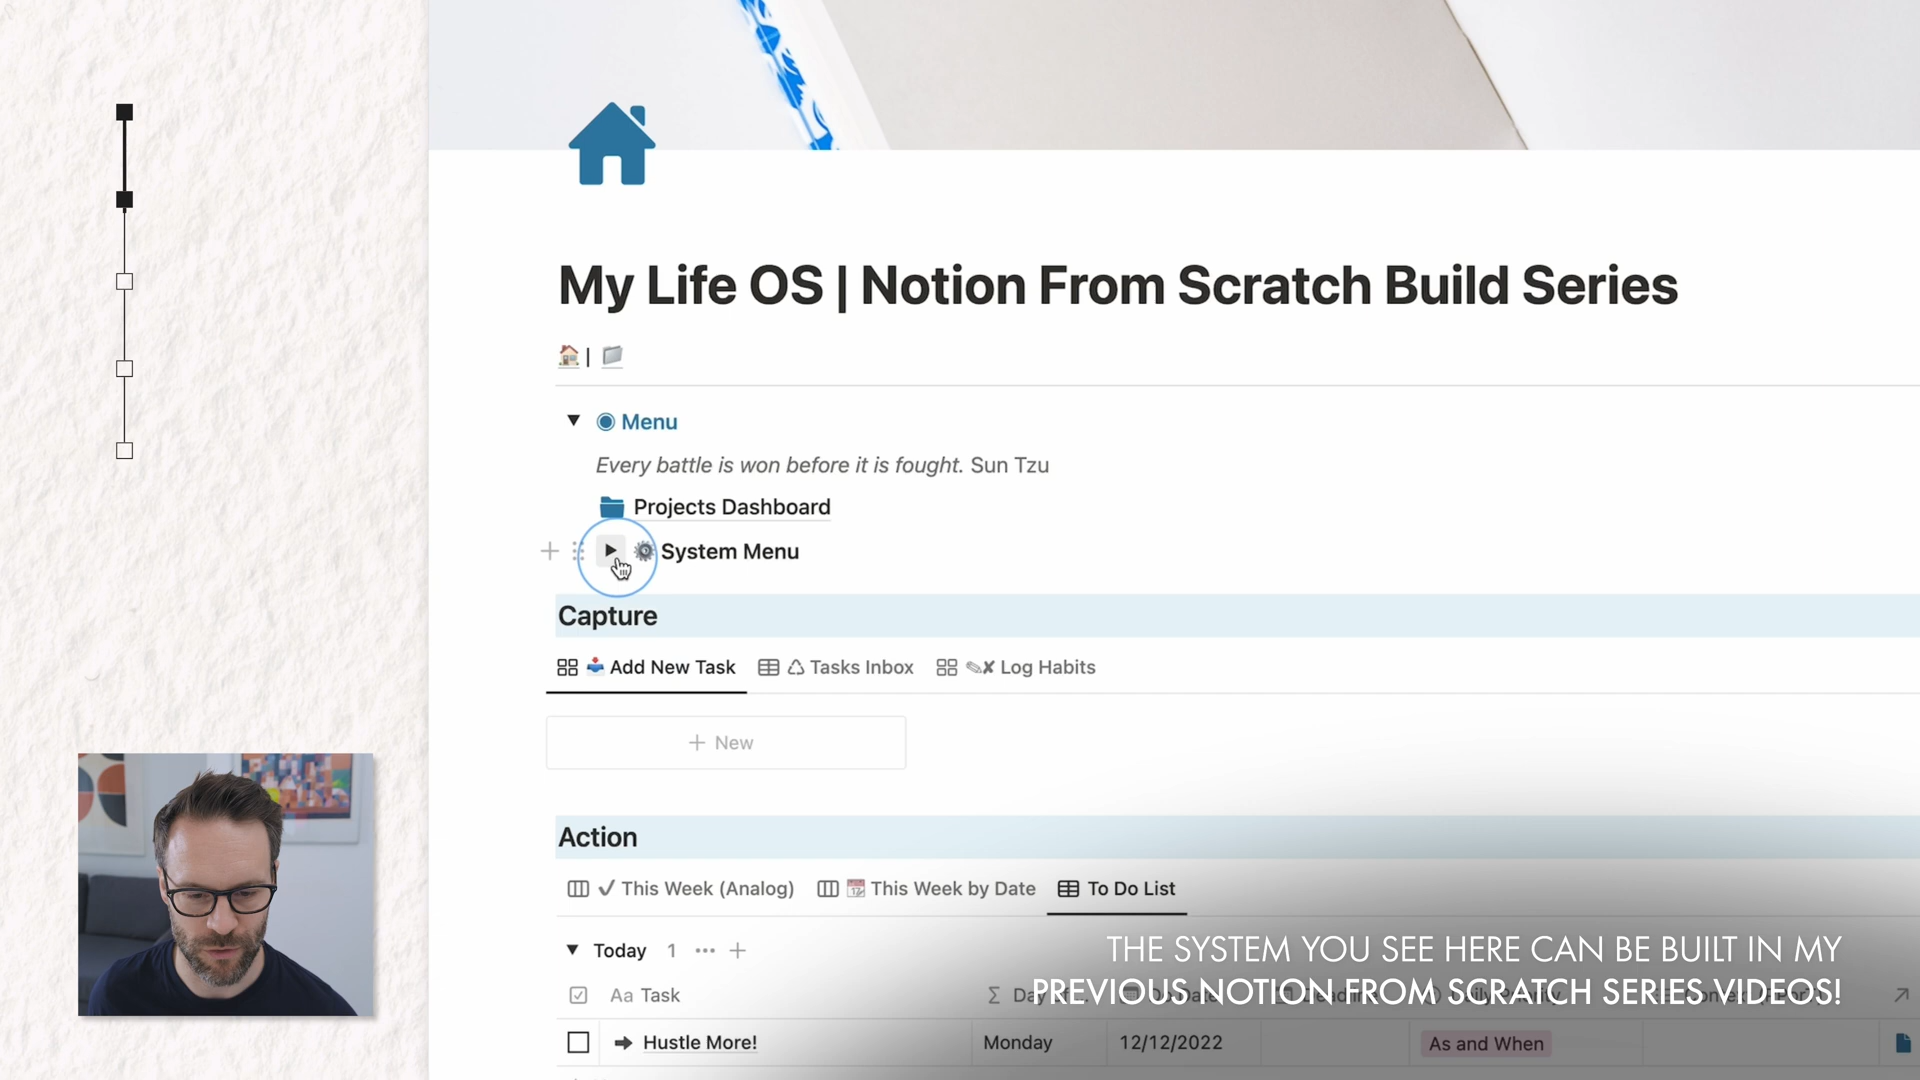 My Life OS | Notion From Scratch Build Series
|
Menu
Every battle is won before it is fought. Sun Tzu
Projects Dashboard
System Menu
Capture
Add New Task Tasks Inbox Log Habits
+ New
Action
This Week (Analog) This Week by Date To Do List
Today 1 ... +
THE SYSTEM YOU SEE HERE CAN BE BUILT IN MY
PREVIOUS NOTION FROM SCRATCH SERIES VIDEOS!
Aa Task
Hustle More! Monday 12/12/2022 As and When